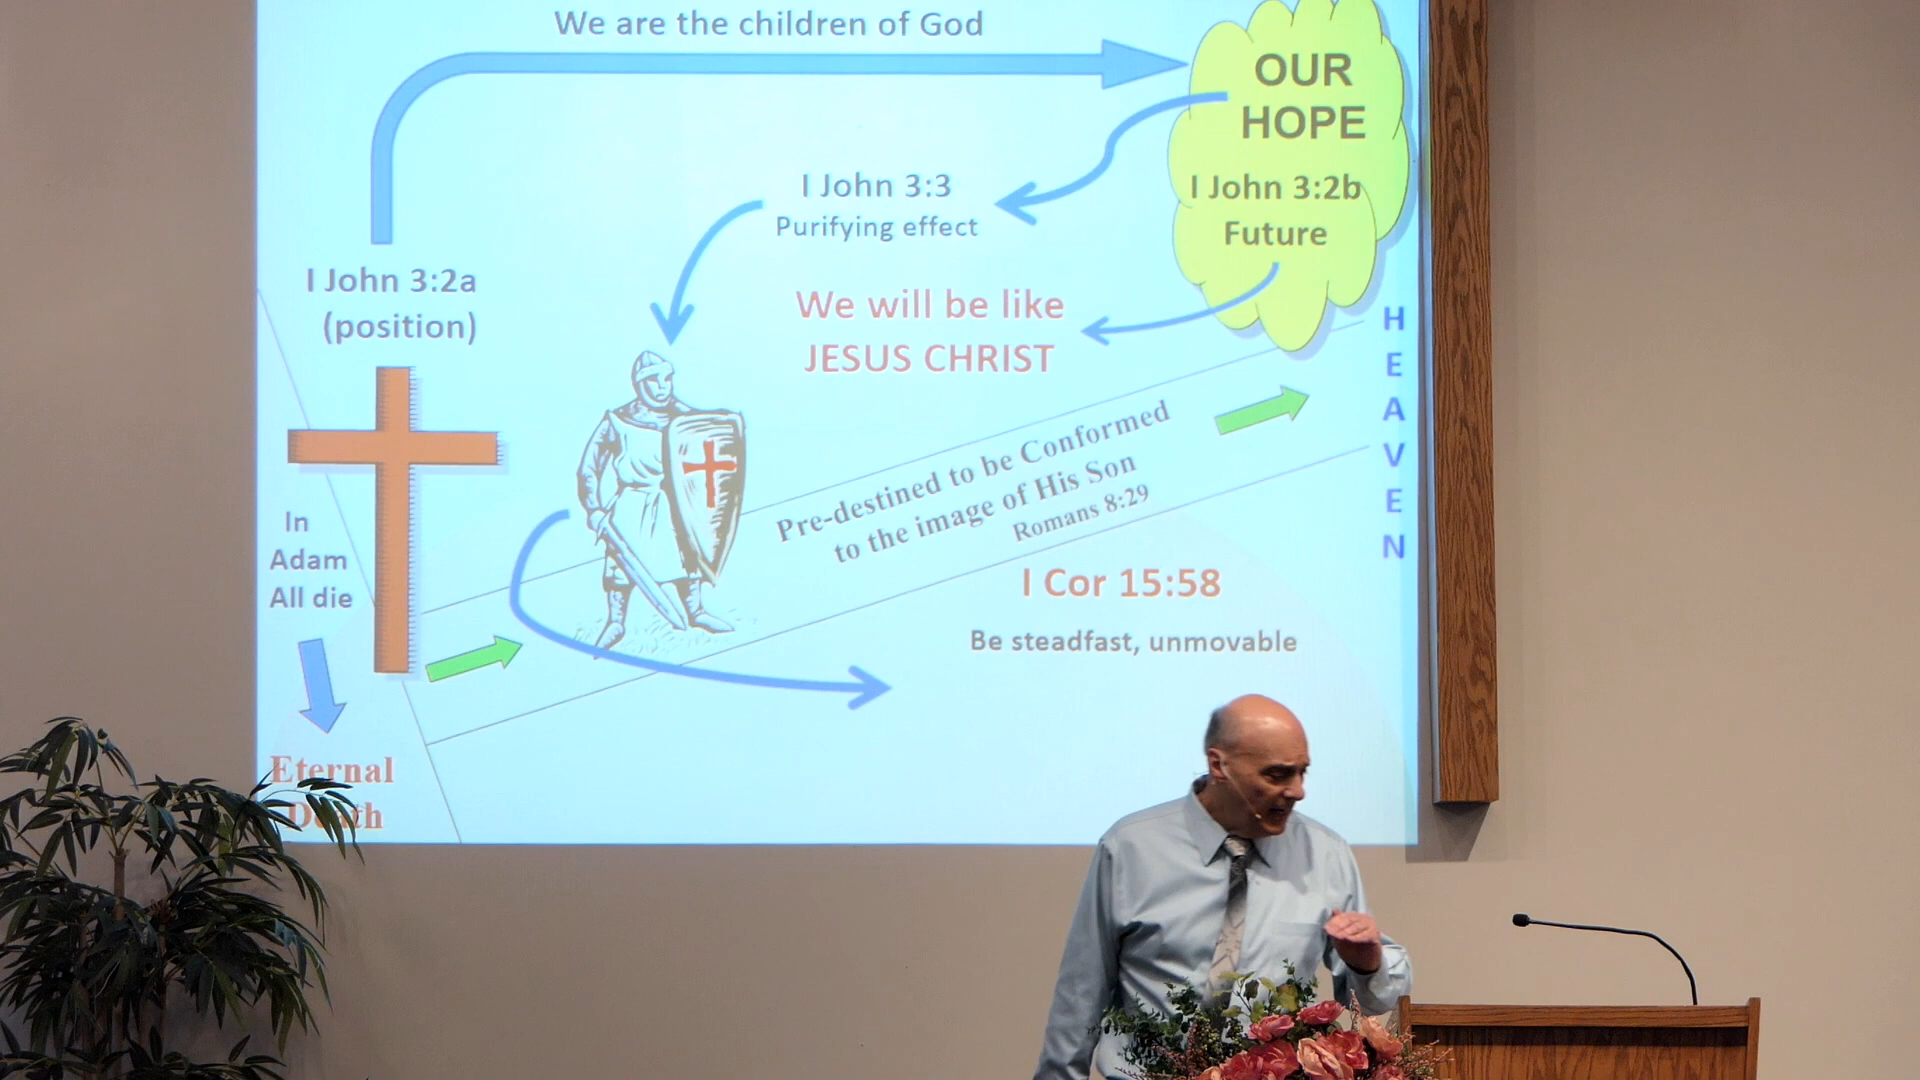 We are the children of God
OUR
HOPE
I John 3:2b
Future
I John 3:3
Purifying effect
I John 3:2a
(position)
We will be like
JESUS CHRIST
HEAVEN
Pre-destined to be Conformed
to the image of His Son
Romans 8:29
In
Adam
All die
I Cor 15:58
Be steadfast, unmovable
Eternal
Death